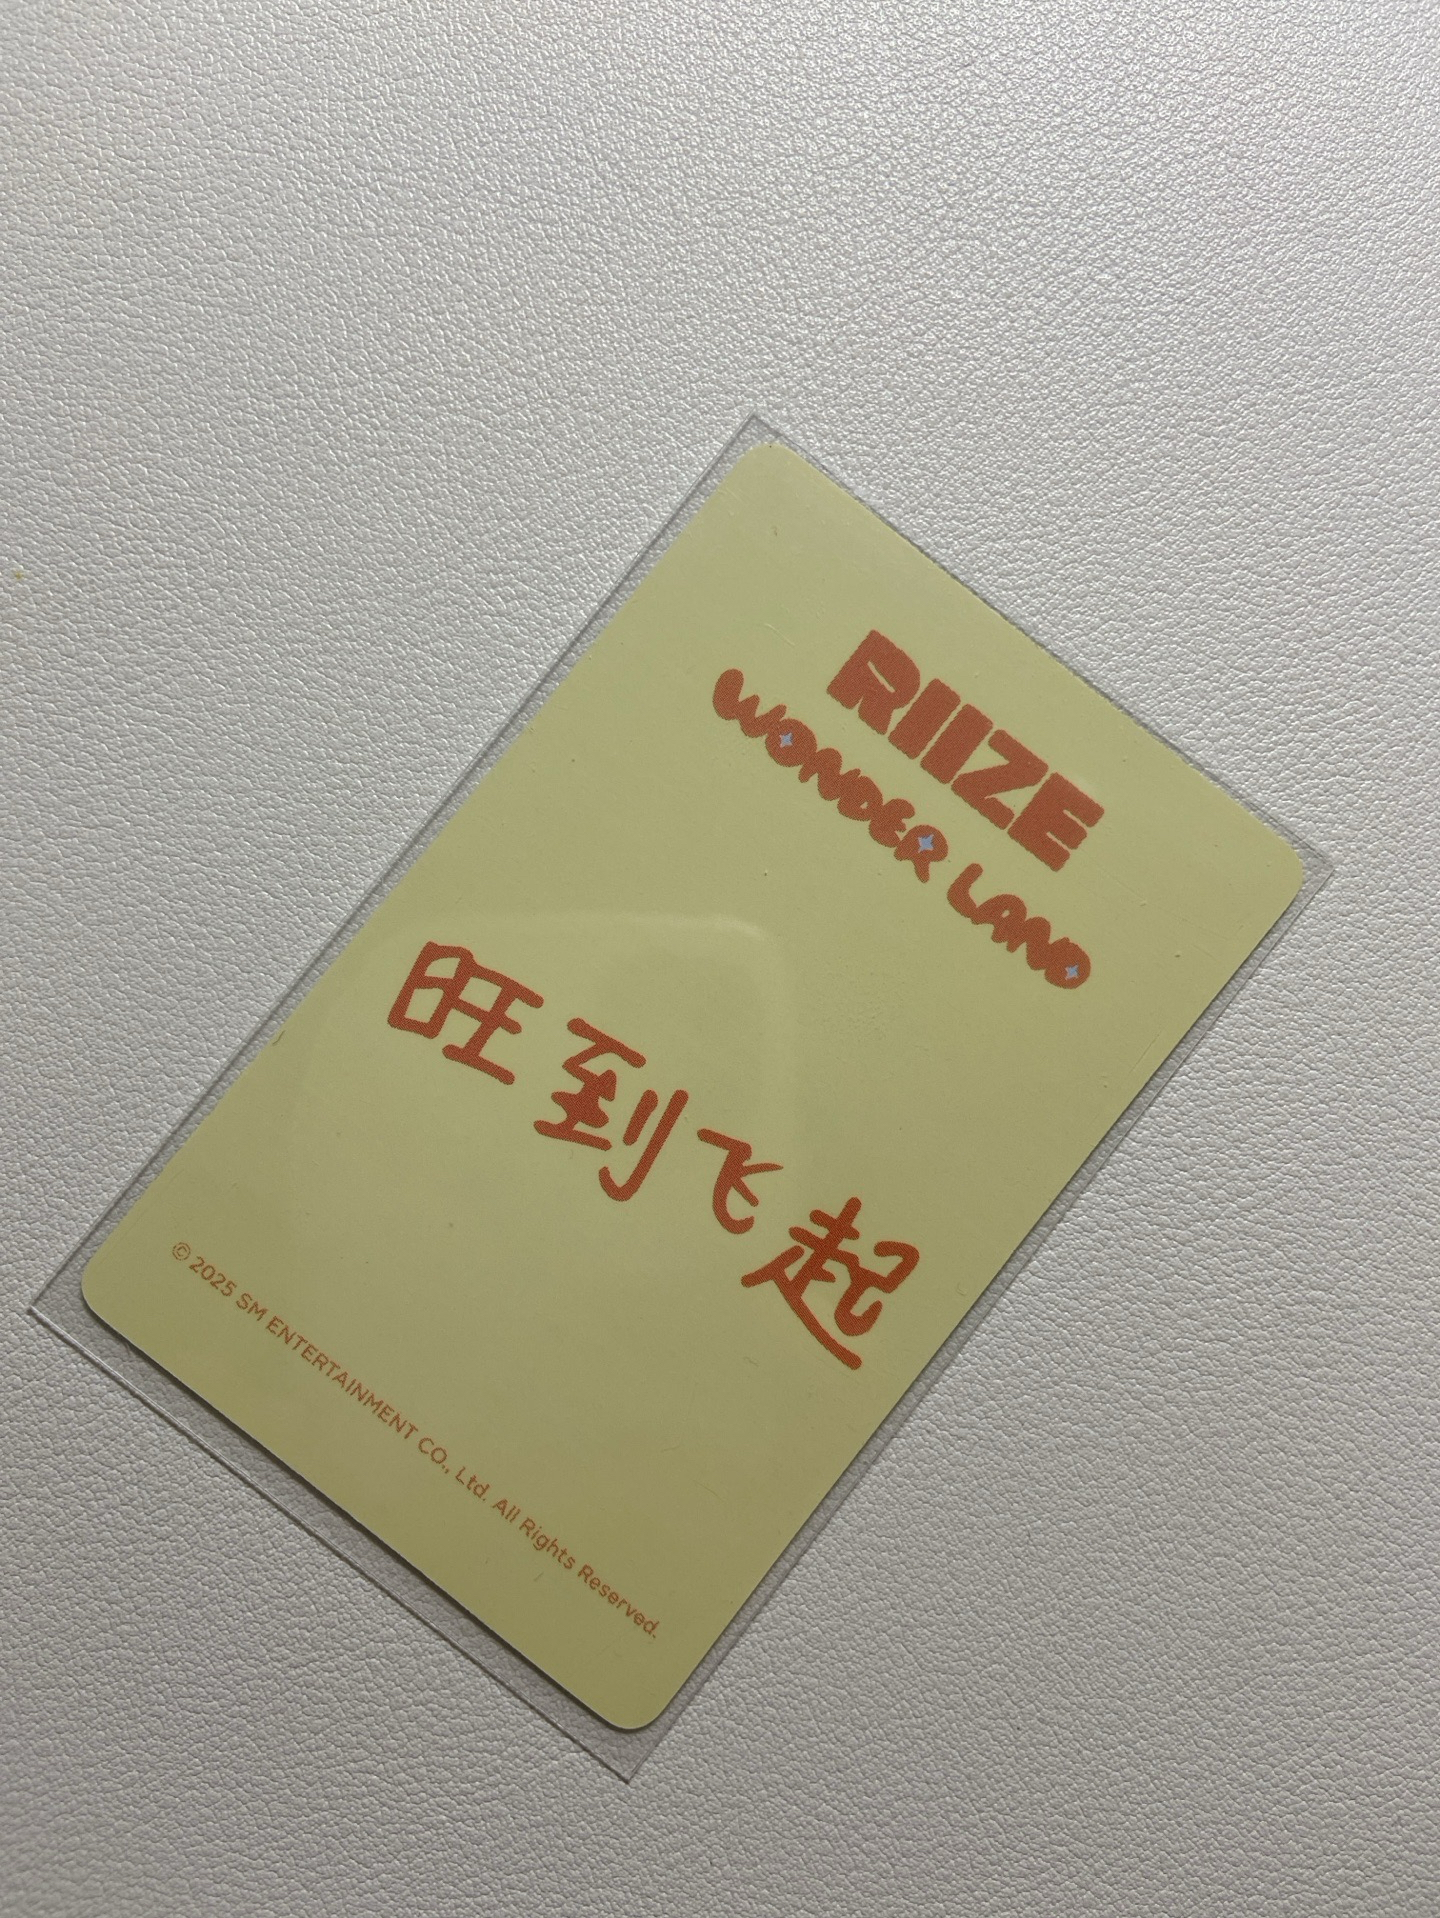 RIIZE
WONDER LAND
旺到飞起
© 2025 SM ENTERTAINMENT CO., Ltd. All Rights Reserved.